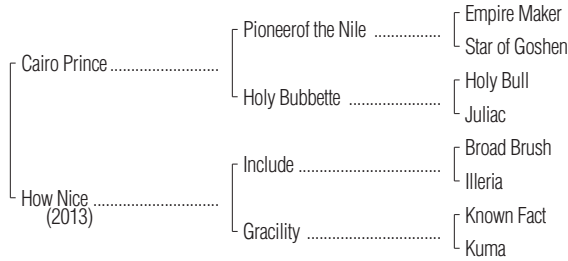 Empire Maker
Pioneerof the Nile ................
Star of Goshen
Cairo Prince ..........................
Holy Bull
Holy Bubbette ......................
Juliac
Broad Brush
Include ..................................
Illeria
How Nice ..............................
(2013)
Known Fact
Gracility ................................
Kuma